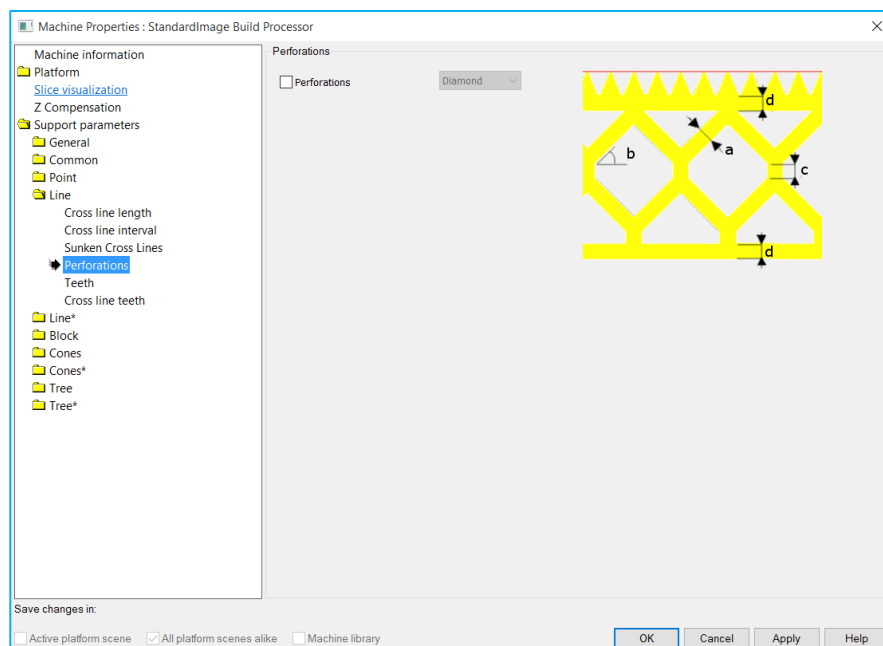 Machine Properties : StandardImage Build Processor
Machine information
Platform
Slice visualization
Z Compensation
Support parameters
General
Common
Point
Line
Cross line length
Cross line interval
Sunken Cross Lines
Perforations
Teeth
Cross line teeth
Line*
Block
Cones
Cones*
Tree
Tree*
Perforations
Perforations Diamond
d
b
a
c
d
Save changes in:
Active platform scene All platform scenes alike Machine library OK Cancel Apply Help